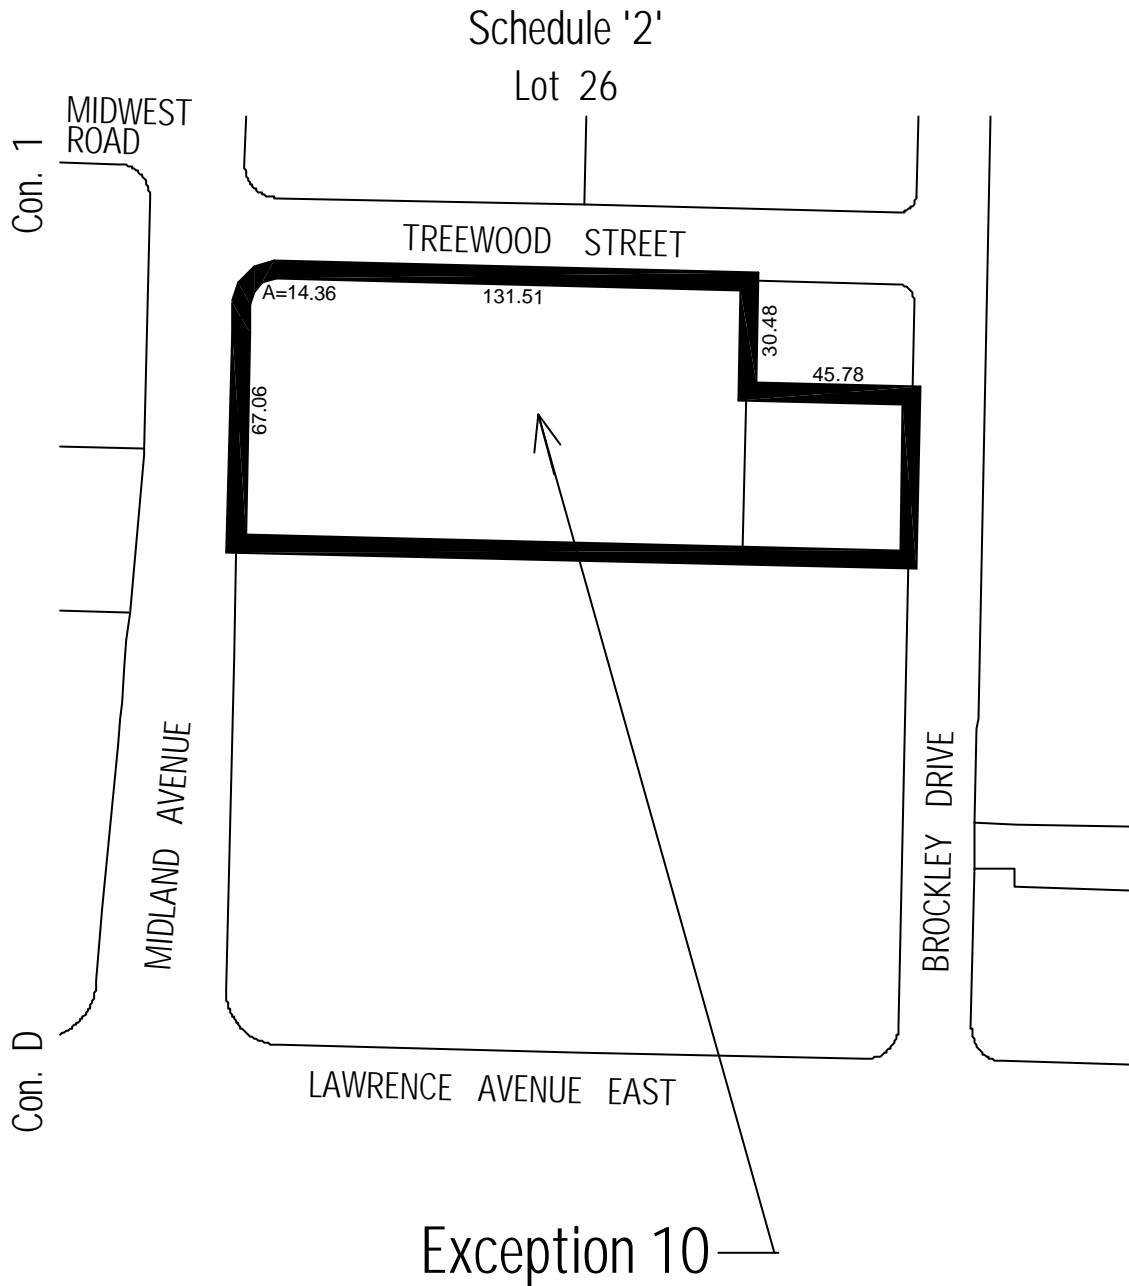 Schedule '2'
Lot 26
MIDWEST
ROAD
Con. 1
TREEWOOD STREET
A=14.36
131.51
30.48
45.78
67.06
MIDLAND AVENUE
BROCKLEY DRIVE
Con. D
LAWRENCE AVENUE EAST
Exception 10